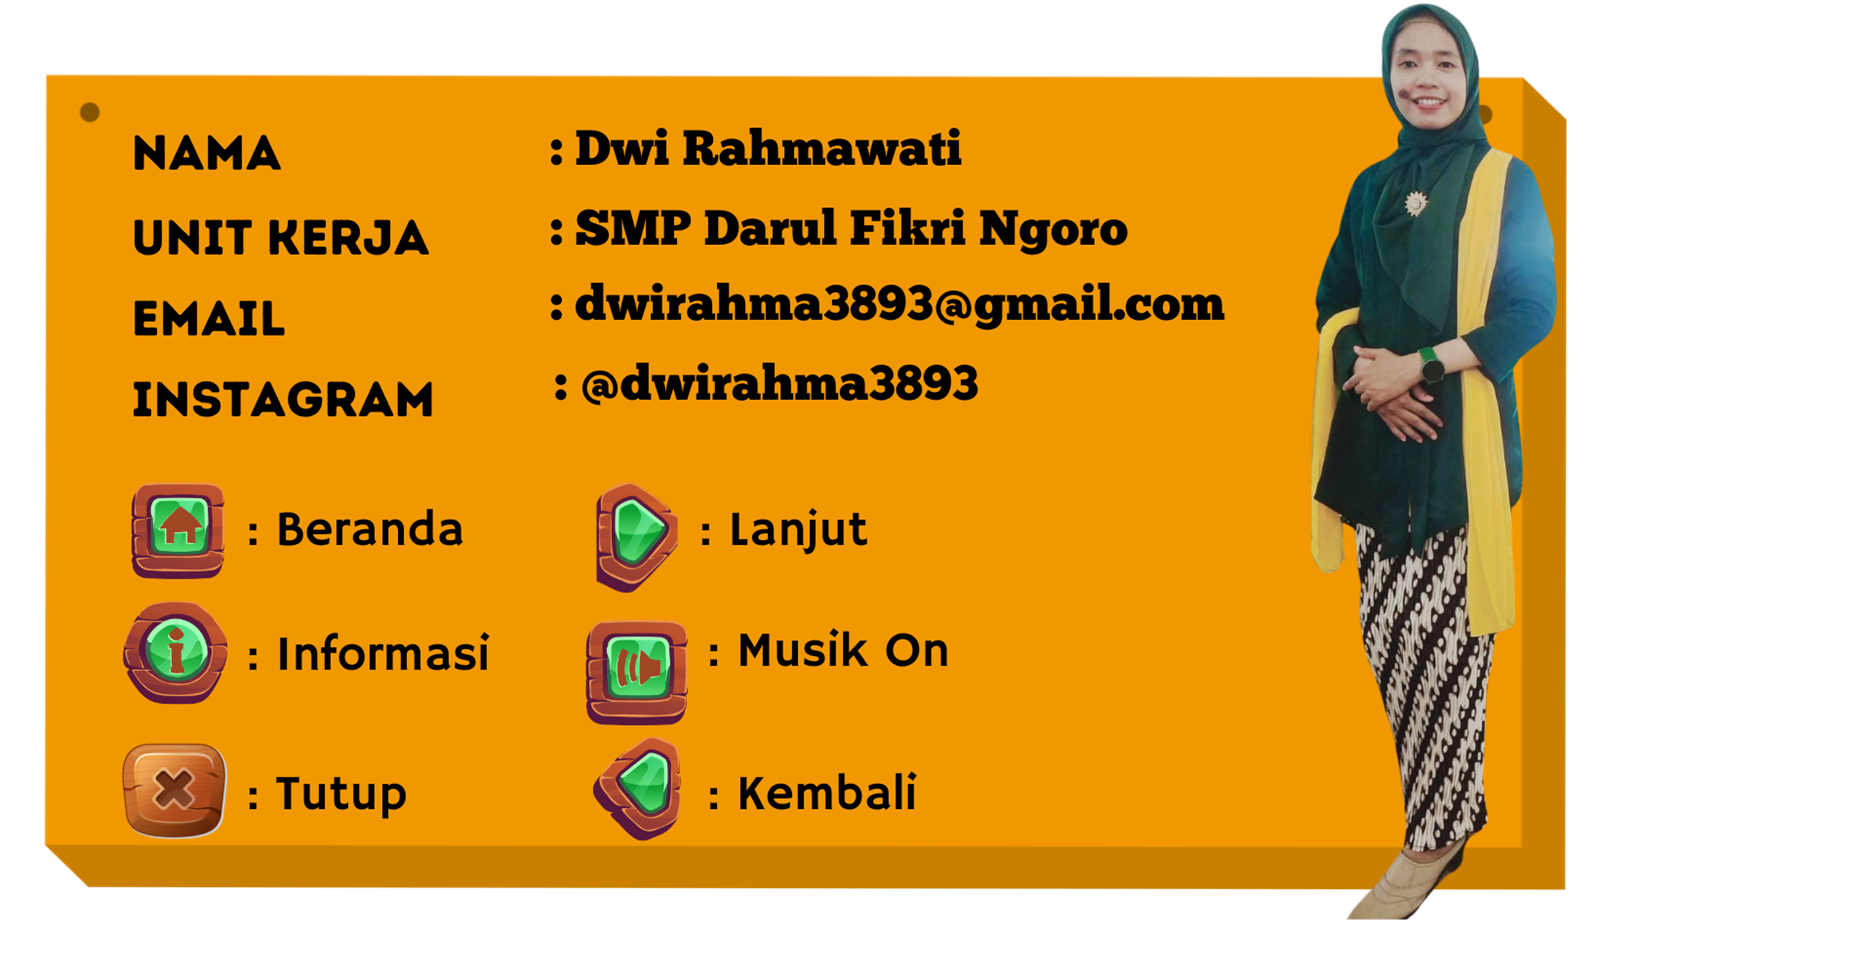 NAMA : Dwi Rahmawati
UNIT KERJA : SMP Darul Fikri Ngoro
EMAIL : dwirahma3893@gmail.com
INSTAGRAM : @dwirahma3893
: Beranda : Lanjut
: Informasi : Musik On
: Tutup : Kembali